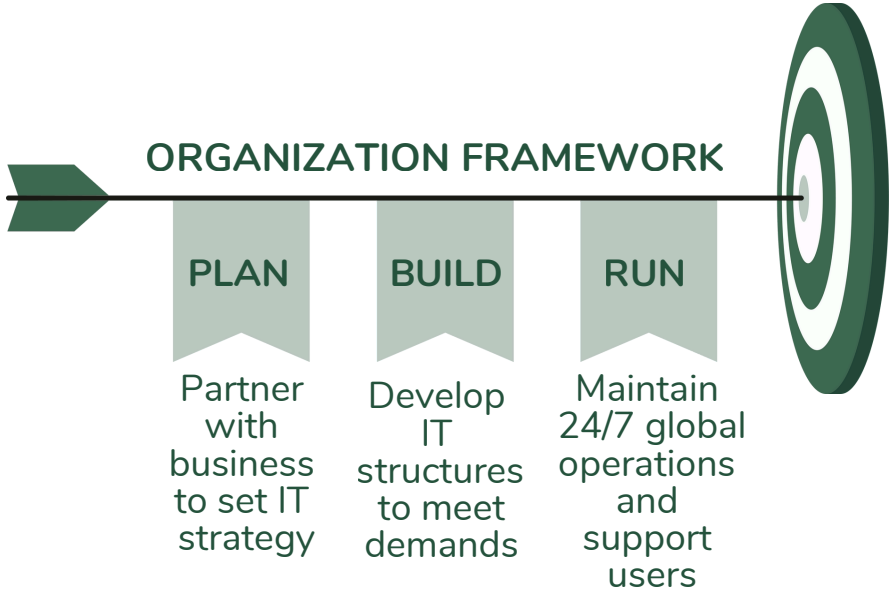 ORGANIZATION FRAMEWORK
PLAN
Partner
with
business
to set IT
strategy
BUILD
Develop
IT
structures
to meet
demands
RUN
Maintain
24/7 global
operations
and
support
users